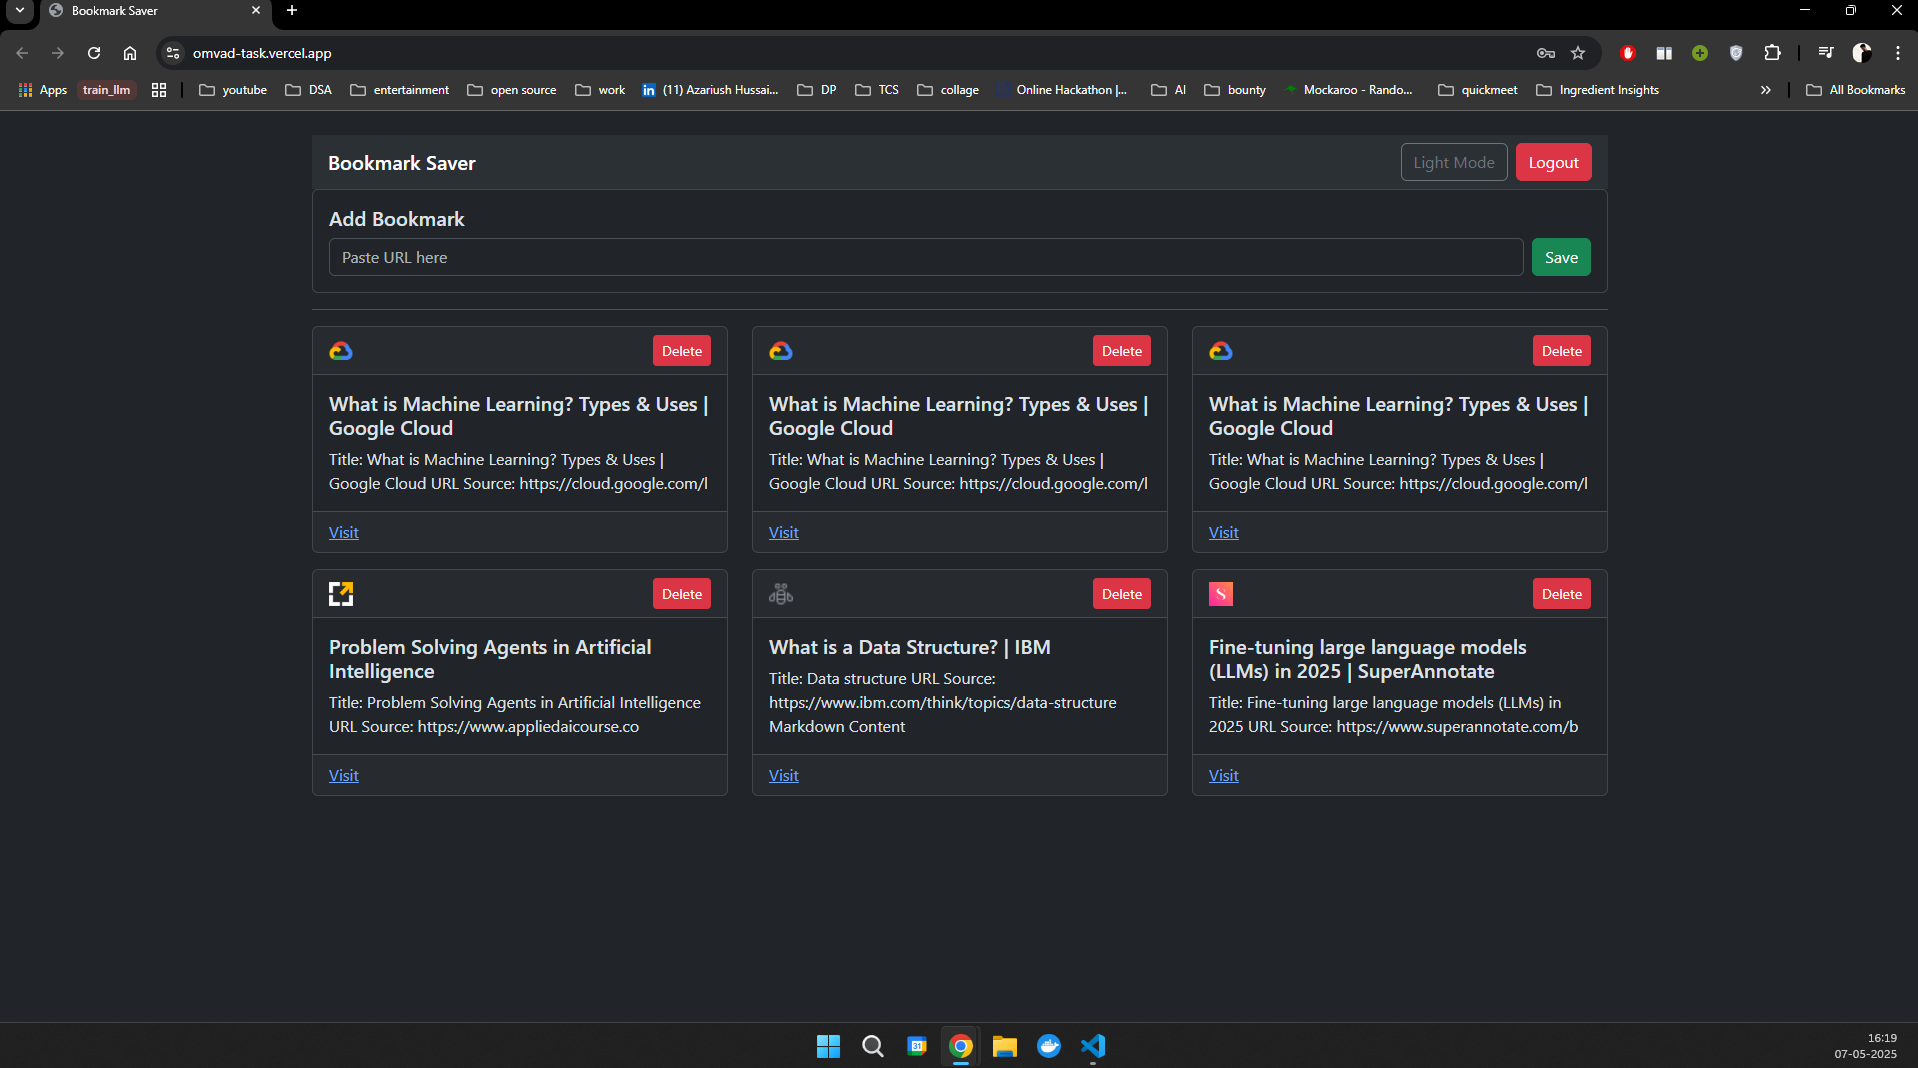 Bookmark Saver
omvad-task.vercel.app
Apps train_llm youtube DSA entertainment open source work in (11) Azariush Hussai... DP TCS collage Online Hackathon |... AI bounty Mockaroo - Rando... quickmeet Ingredient Insights All Bookmarks
Bookmark Saver Light Mode Logout
Add Bookmark
Paste URL here Save
Delete
What is Machine Learning? Types & Uses |
Google Cloud
Title: What is Machine Learning? Types & Uses |
Google Cloud URL Source: https://cloud.google.com/l
Visit
Delete
What is Machine Learning? Types & Uses |
Google Cloud
Title: What is Machine Learning? Types & Uses |
Google Cloud URL Source: https://cloud.google.com/l
Visit
Delete
What is Machine Learning? Types & Uses |
Google Cloud
Title: What is Machine Learning? Types & Uses |
Google Cloud URL Source: https://cloud.google.com/l
Visit
Delete
Problem Solving Agents in Artificial
Intelligence
Title: Problem Solving Agents in Artificial Intelligence
URL Source: https://www.appliedaicourse.co
Visit
Delete
What is a Data Structure? | IBM
Title: Data structure URL Source:
https://www.ibm.com/think/topics/data-structure
Markdown Content
Visit
S Delete
Fine-tuning large language models
(LLMs) in 2025 | SuperAnnotate
Title: Fine-tuning large language models (LLMs) in
2025 URL Source: https://www.superannotate.com/b
Visit
31
16:19
07-05-2025